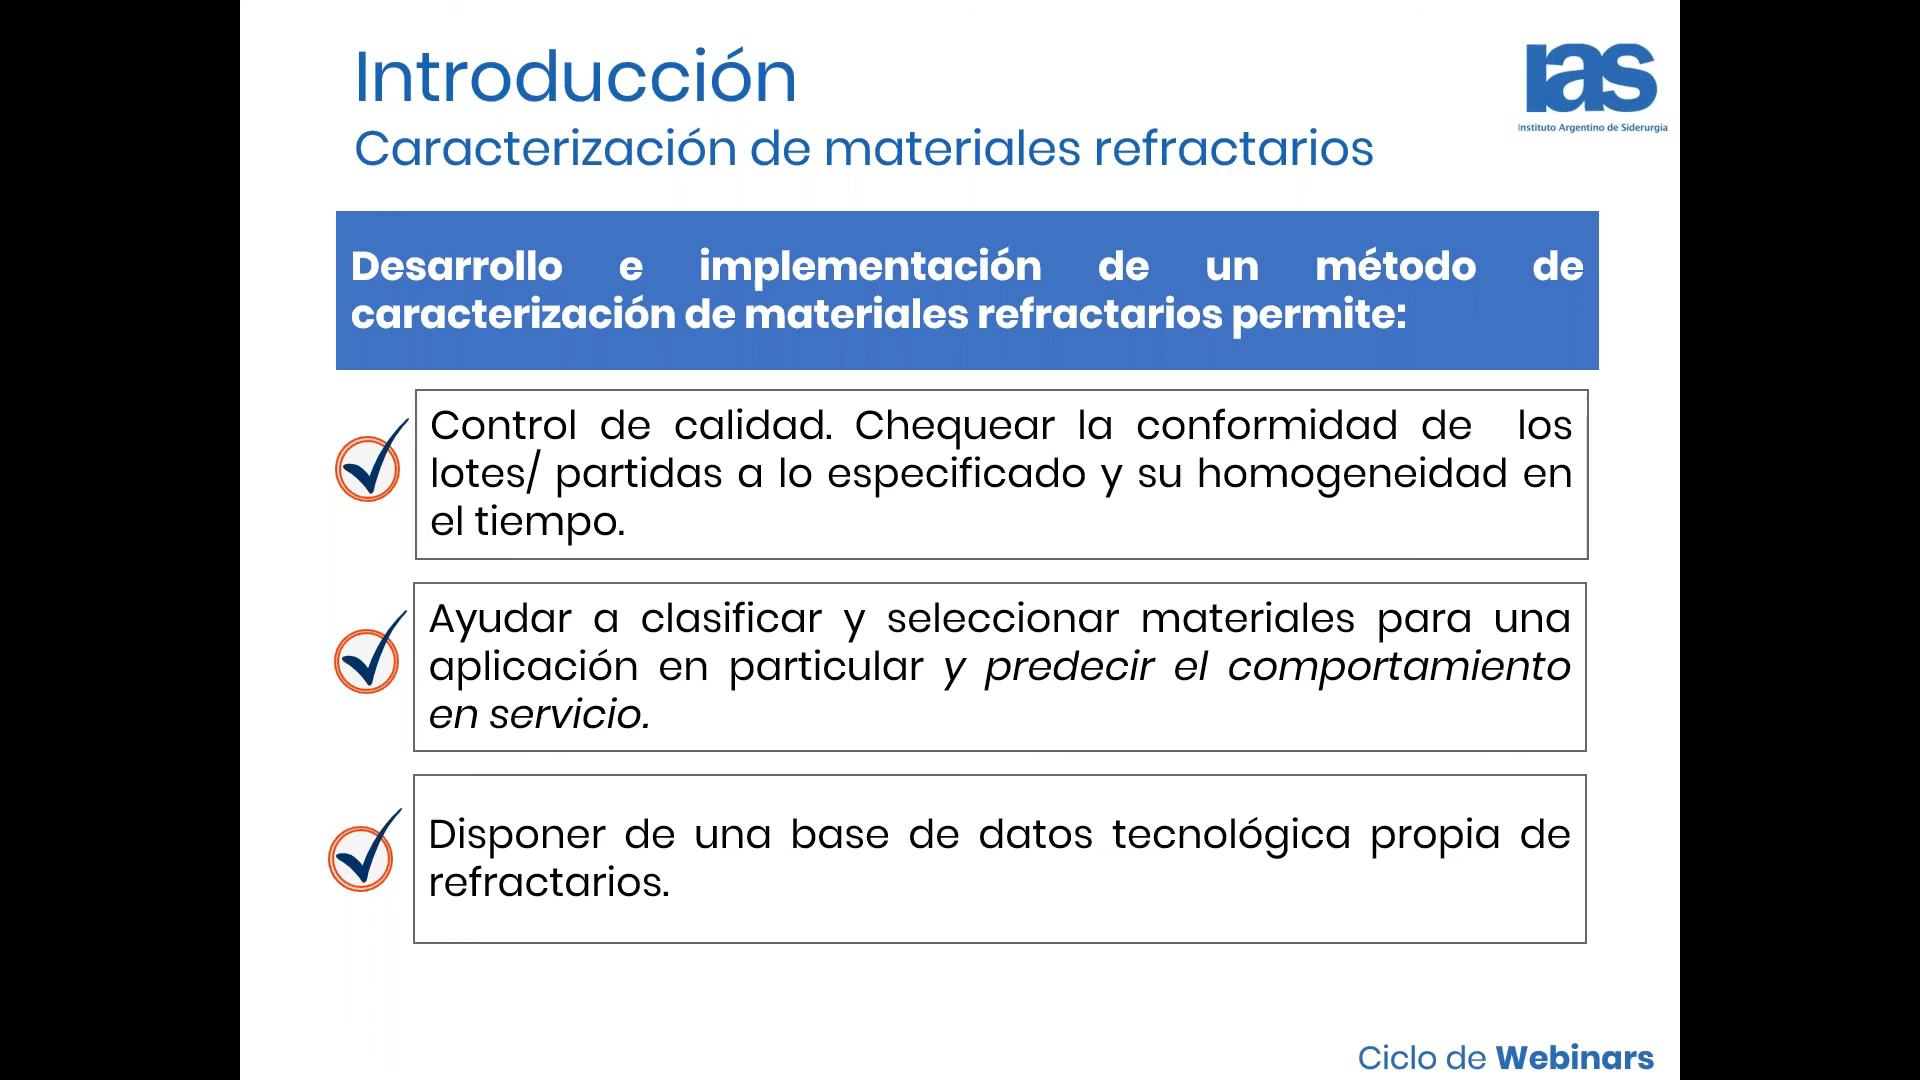 Introducción
Caracterización de materiales refractarios
ias
Instituto Argentino de Siderurgia
Desarrollo e implementación de un método de
caracterización de materiales refractarios permite:
Control de calidad. Chequear la conformidad de los
lotes/ partidas a lo especificado y su homogeneidad en
el tiempo.
Ayudar a clasificar y seleccionar materiales para una
aplicación en particular y predecir el comportamiento
en servicio.
Disponer de una base de datos tecnológica propia de
refractarios.
Ciclo de Webinars